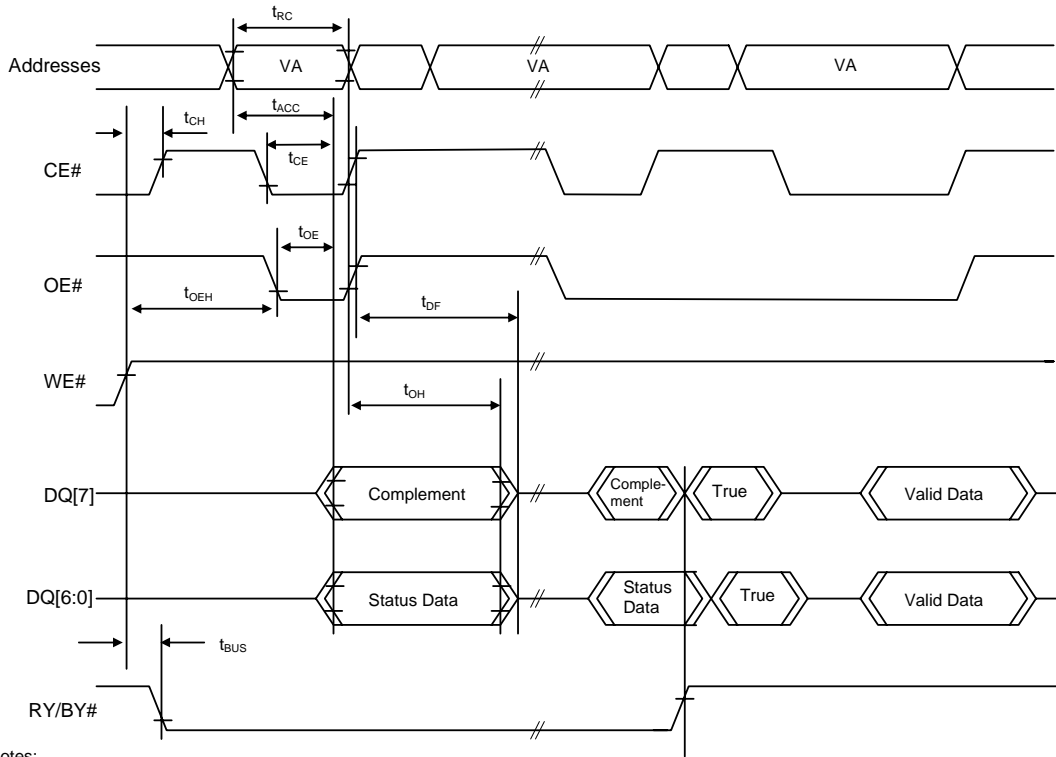 tRC
Addresses
VA
VA
VA
tACC
tCH
tCE
CE#
tOE
OE#
tOEH
tDF
WE#
tOH
DQ[7]
Complement
Comple-
ment
True
Valid Data
DQ[6:0]
Status Data
Status
Data
True
Valid Data
tBUS
RY/BY#